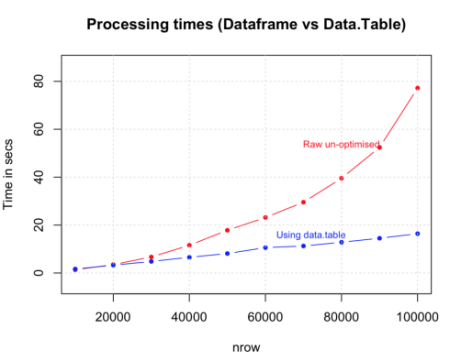 Processing times (Dataframe vs Data.Table)
Time in secs
80
60
40
20
0
Raw un-optimised
Using data.table
20000 40000 60000 80000 100000
nrow